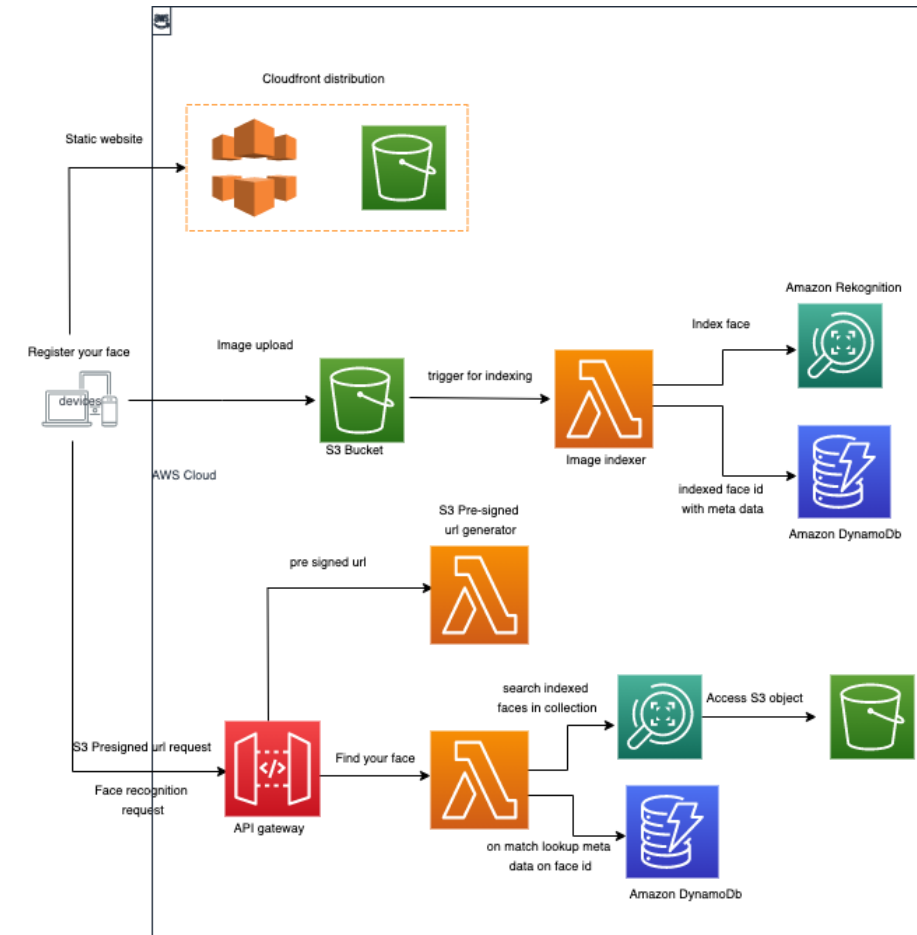 aws
Cloudfront distribution
Static website
Amazon Rekognition
Index face
Image upload
Register your face
trigger for indexing
devices
S3 Bucket
Image indexer
AWS Cloud
indexed face id
with meta data
S3 Pre-signed
url generator
Amazon DynamoDb
pre signed url
search indexed
faces in collection
Access S3 object
S3 Presigned url request
Find your face
</>
Face recognition
request
API gateway
on match lookup meta
data on face id
Amazon DynamoDb